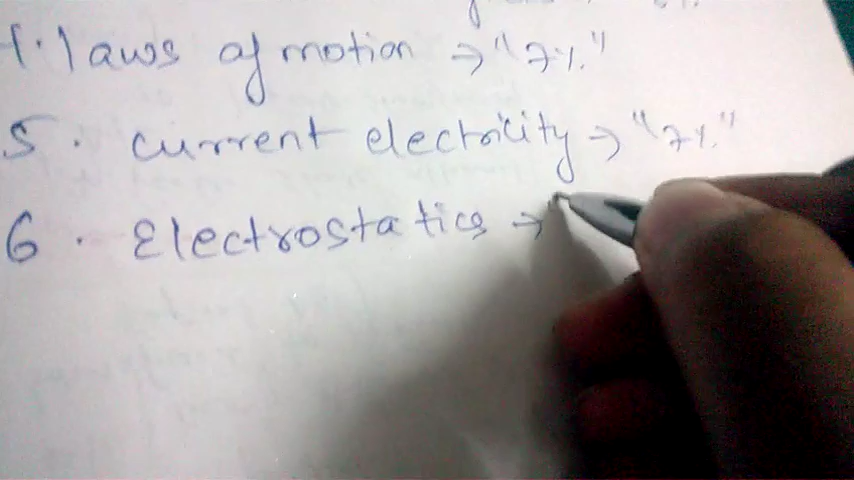 laws of motion → "7%."
5. current electricity → "7%."
6. Electrostatics →